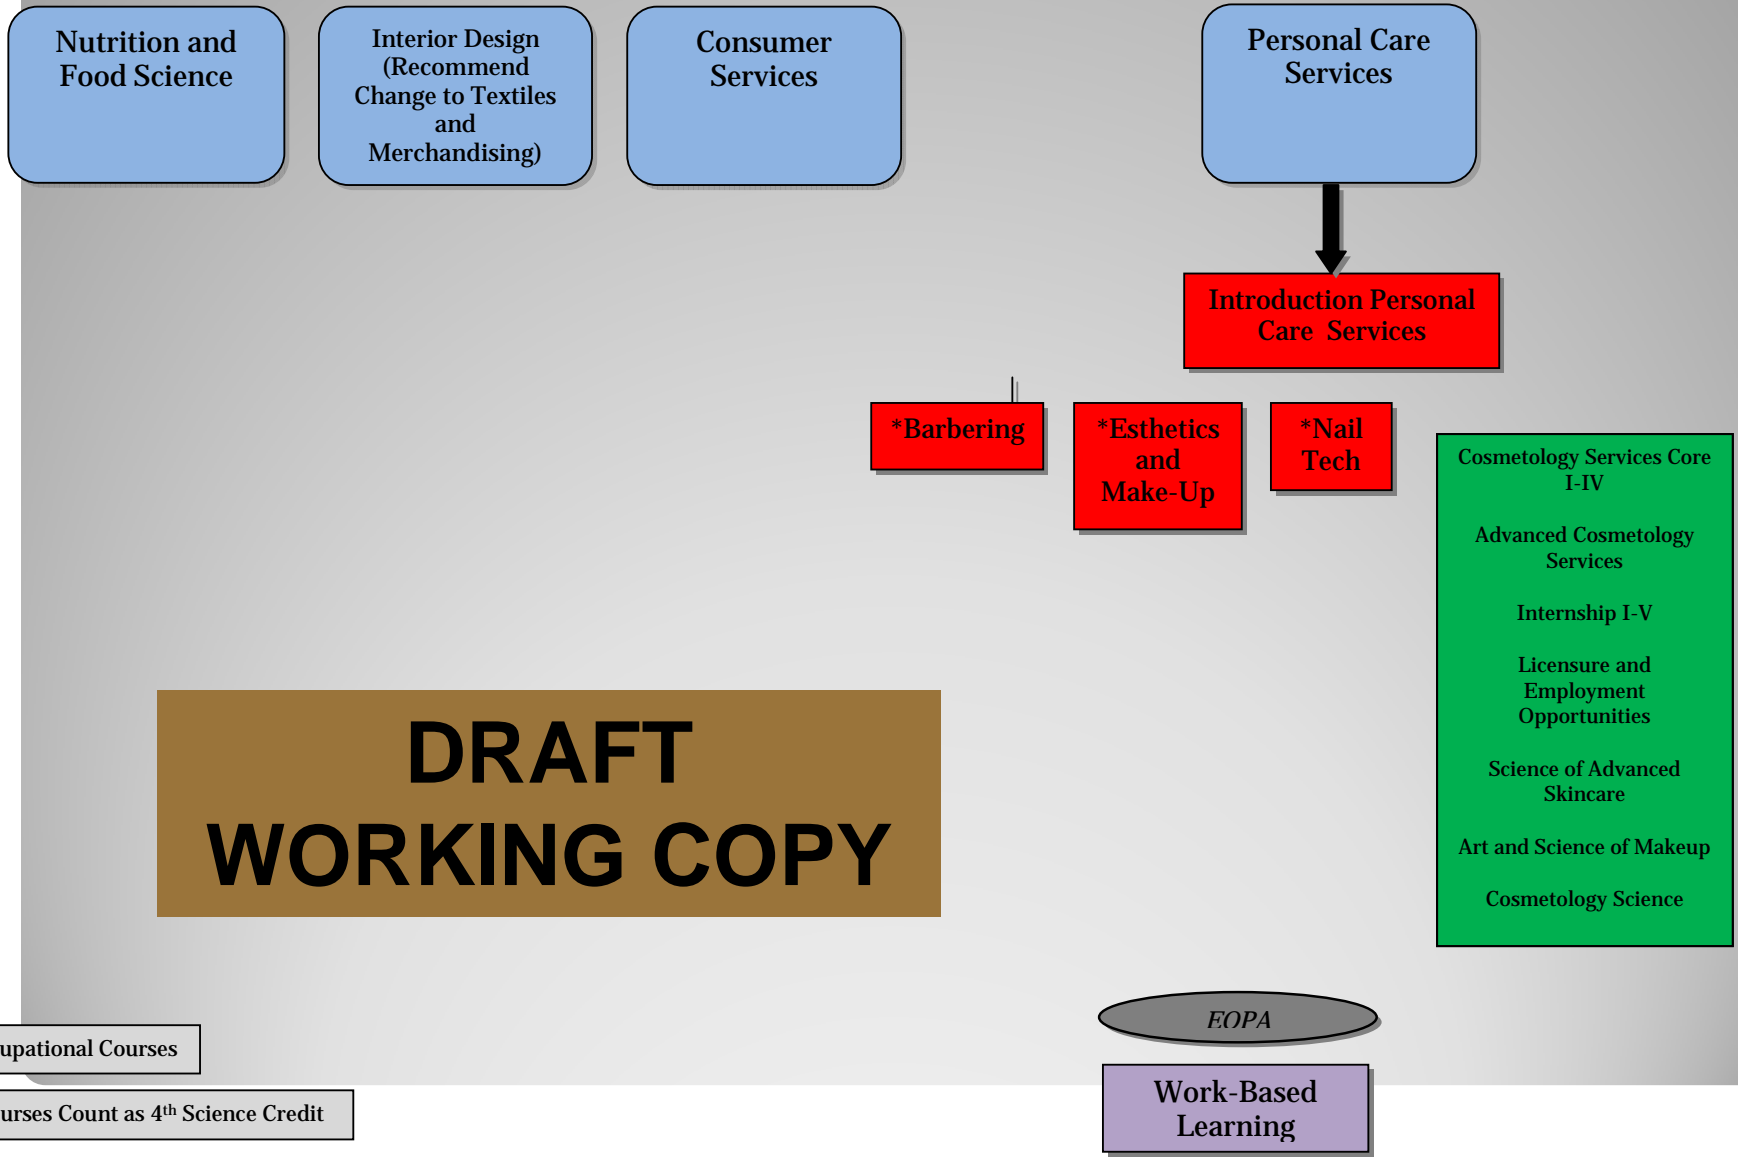 Nutrition and
Food Science
Interior Design
(Recommend
Change to Textiles
and
Merchandising)
Consumer
Services
Personal Care
Services
Introduction Personal
Care Services
*Barbering
*Esthetics
and
Make-Up
*Nail
Tech
Cosmetology Services Core
I-IV
Advanced Cosmetology
Services
Internship I-V
Licensure and
Employment
Opportunities
Science of Advanced
Skincare
Art and Science of Makeup
Cosmetology Science
DRAFT
WORKING COPY
EOPA
upational Courses
Work-Based
Learning
urses Count as 4th Science Credit